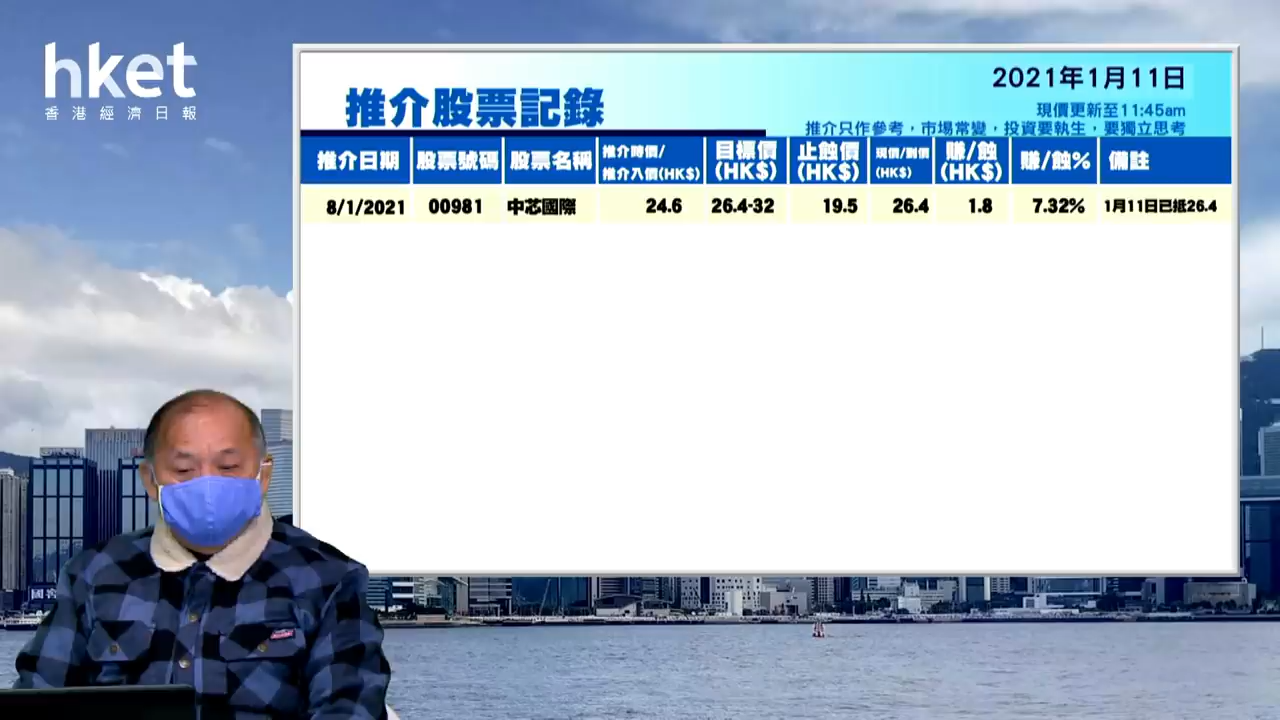 hket
香港經濟日報
2021年1月11日
推介股票記錄
現價更新至11:45am
推介只作參考，市場常變，投資要執生，要獨立思考
推介日期 股票號碼 股票名稱 推介時價/推介入價(HK$) 目標價(HK$) 止蝕價(HK$) 現價/劃價(HK$) 賺/蝕(HK$) 賺/蝕% 備註
8/1/2021 00981 中芯國際 24.6 26.4-32 19.5 26.4 1.8 7.32% 1月11日已抵26.4